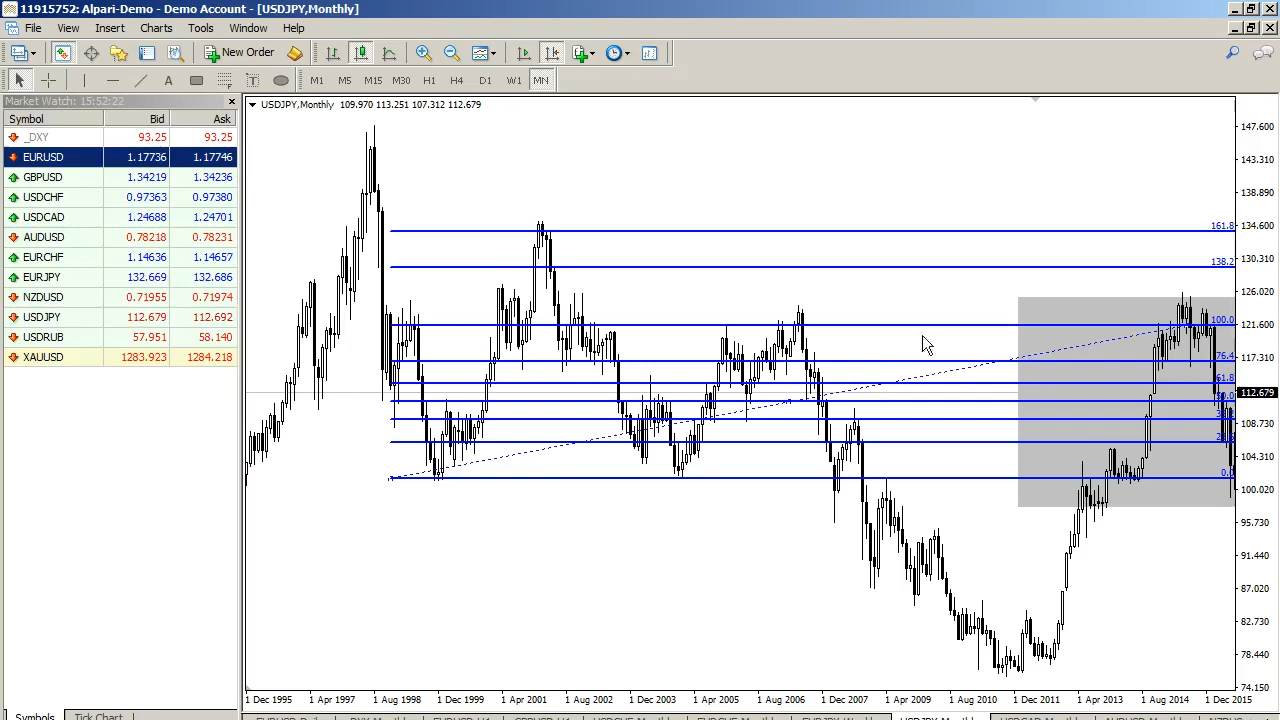 11915752: Alpari-Demo - Demo Account - [USDJPY,Monthly]
File View Insert Charts Tools Window Help
New Order
A T M1 M5 M15 M30 H1 H4 D1 W1 MN
Market Watch: 15:52:22
Symbol Bid Ask
_DXY 93.25 93.25
EURUSD 1.17736 1.17746
GBPUSD 1.34219 1.34236
USDCHF 0.97363 0.97380
USDCAD 1.24688 1.24701
AUDUSD 0.78218 0.78231
EURCHF 1.14636 1.14657
EURJPY 132.669 132.686
NZDUSD 0.71955 0.71974
USDJPY 112.679 112.692
USDRUB 57.951 58.140
XAUUSD 1283.923 1284.218
Symbols Tick Chart
USDJPY,Monthly 109.970 113.251 107.312 112.679
147.600
143.310
138.890
134.600
130.310
126.020
121.600
117.310
112.679
108.730
104.310
100.020
95.730
91.440
87.020
82.730
78.440
74.150
161.8
138.2
100.0
76.4
61.8
50.0
0.0
1 Dec 1995 1 Apr 1997 1 Aug 1998 1 Dec 1999 1 Apr 2001 1 Aug 2002 1 Dec 2003 1 Apr 2005 1 Aug 2006 1 Dec 2007 1 Apr 2009 1 Aug 2010 1 Dec 2011 1 Apr 2013 1 Aug 2014 1 Dec 2015